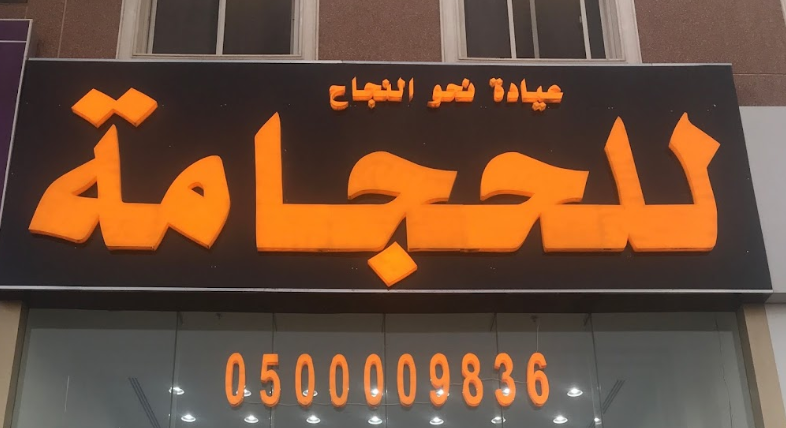 عيادة نحو النجاح
للحجامة
0500009836